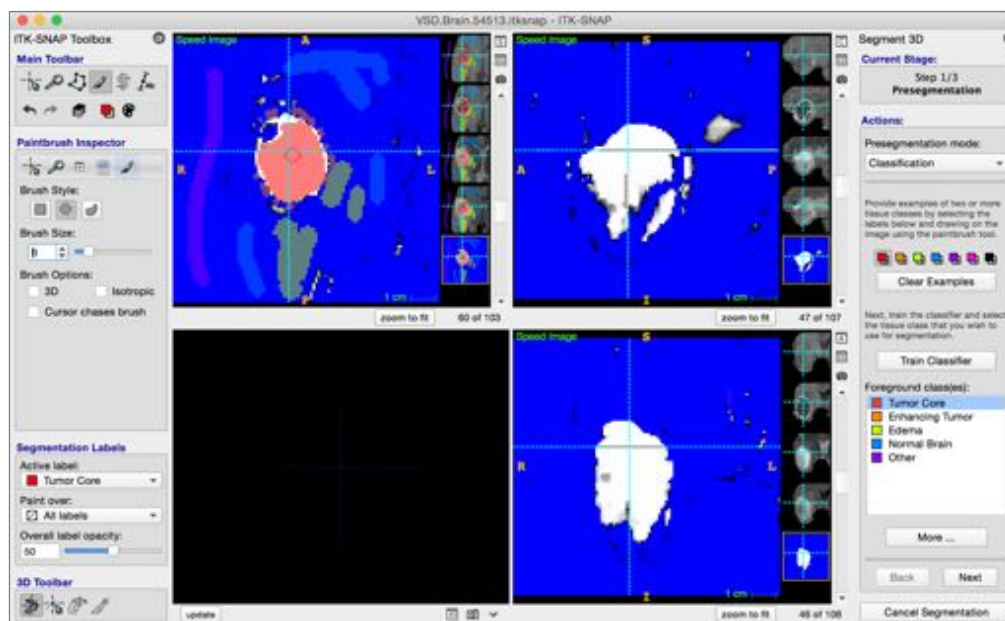 VSD.Brain.54513.itksnap - ITK-SNAP
ITK-SNAP Toolbox
Main Toolbar
Paintbrush Inspector
Brush Style:
Brush Size:
8
Brush Options:
3D
Isotropic
Cursor chases brush
Segmentation Labels
Active label:
Tumor Core
Paint over:
All labels
Overall label opacity:
50
3D Toolbar
Speed Image
A
R
L
1 cm
zoom to fit
60 of 103
Speed Image
S
A
P
I
1 cm
zoom to fit
47 of 107
update
Speed Image
S
R
L
I
1 cm
zoom to fit
46 of 106
Segment 3D
Current Stage:
Step 1/3
Presegmentation
Actions:
Presegmentation mode:
Classification
Provide examples of two or more
tissue classes by selecting the
labels below and drawing on the
image using the paintbrush tool.
Clear Examples
Next, train the classifier and select
the tissue class that you wish to
use for segmentation.
Train Classifier
Foreground class(es):
Tumor Core
Enhancing Tumor
Edema
Normal Brain
Other
More ...
Back
Next
Cancel Segmentation